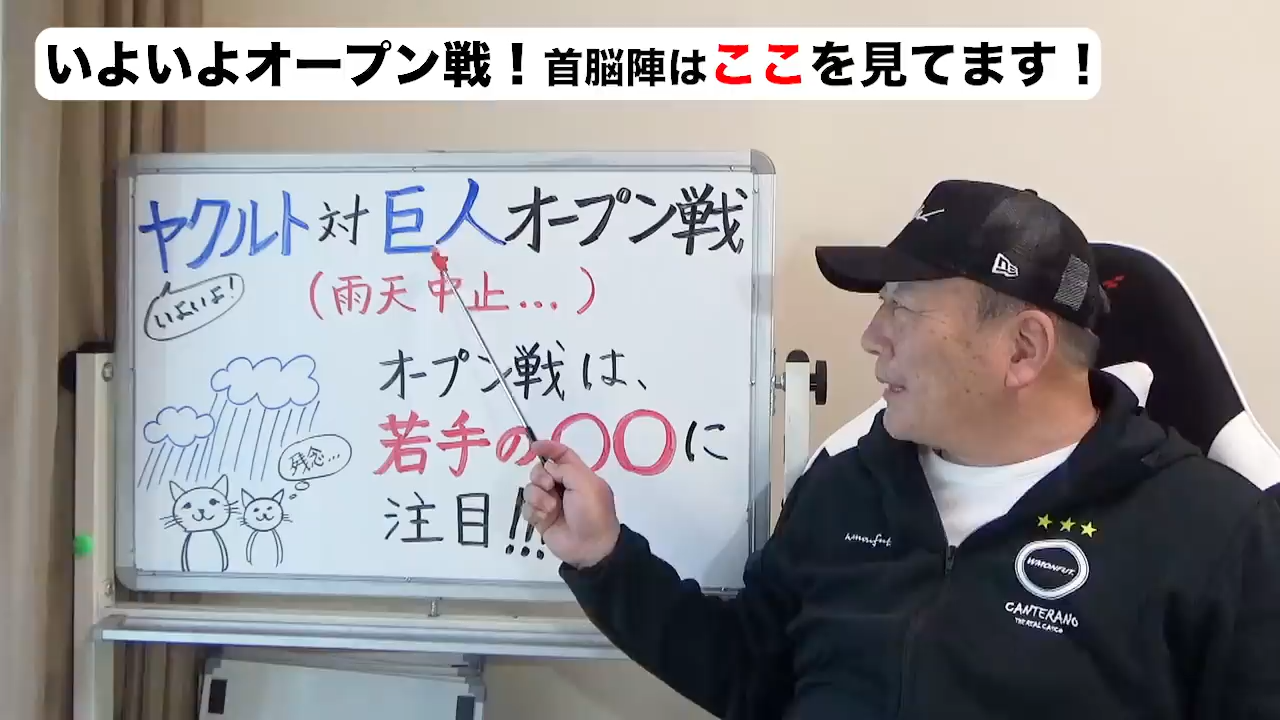 いよいよオープン戦！首脳陣はここを見てます！
ヤクルト対巨人オープン戦
いよいよ！
（雨天中止…）
オープン戦は、
若手の〇〇に
残念…
注目!!!
WMONFUT.
CANTERANO